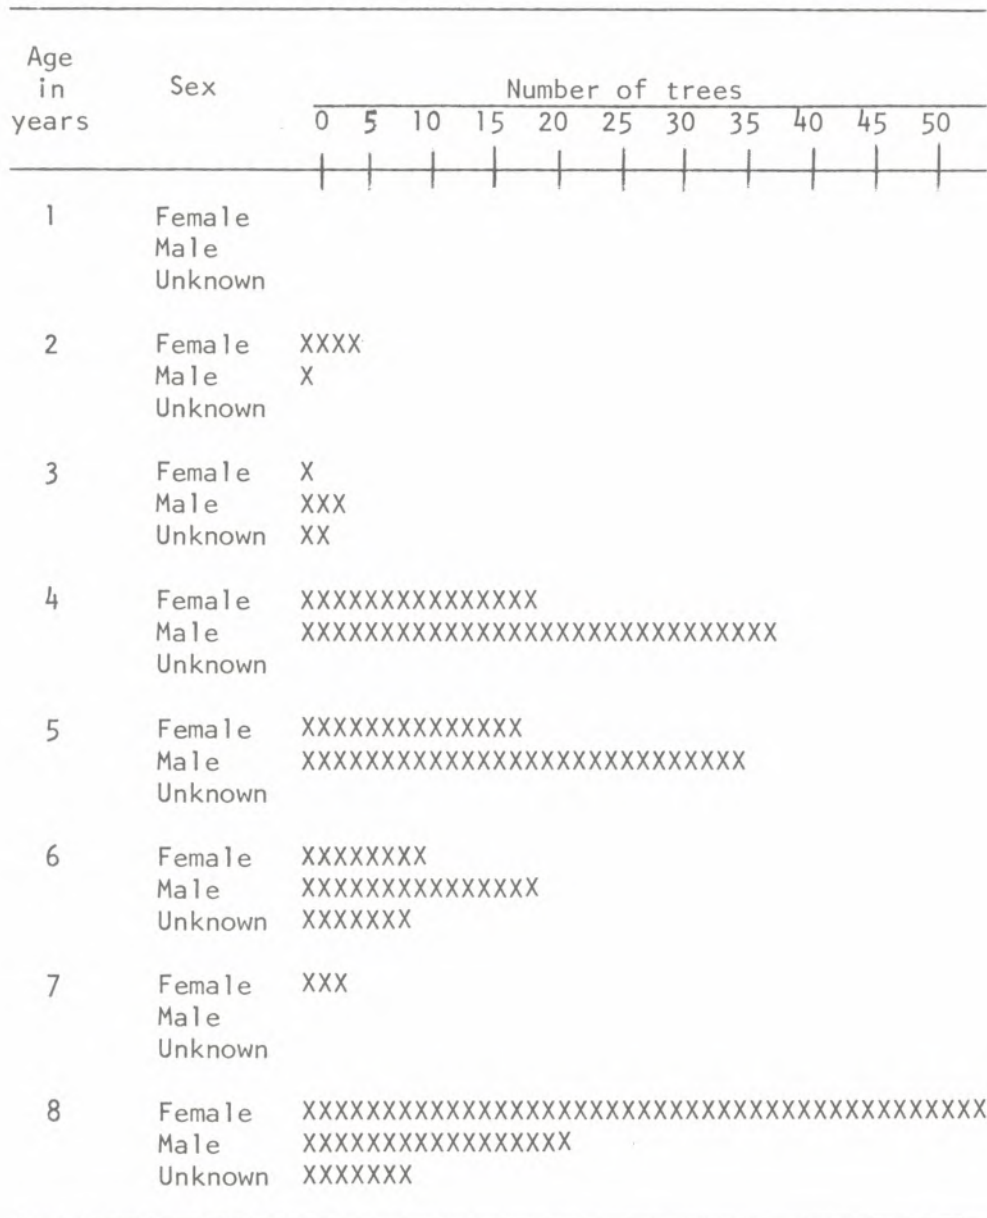 Age
in
years
Sex
Number of trees
0 5 10 15 20 25 30 35 40 45 50
1 Female
Male
Unknown
2 Female XXXX
Male X
Unknown
3 Female X
Male XXX
Unknown XX
4 Female XXXXXXXXXXXXXXX
Male XXXXXXXXXXXXXXXXXXXXXXXXXXXXXX
Unknown
5 Female XXXXXXXXXXXXXX
Male XXXXXXXXXXXXXXXXXXXXXXXXXXXX
Unknown
6 Female XXXXXXXX
Male XXXXXXXXXXXXXXX
Unknown XXXXXXX
7 Female XXX
Male
Unknown
8 Female XXXXXXXXXXXXXXXXXXXXXXXXXXXXXXXXXXXXXXXXXXX
Male XXXXXXXXXXXXXXXXX
Unknown XXXXXXX